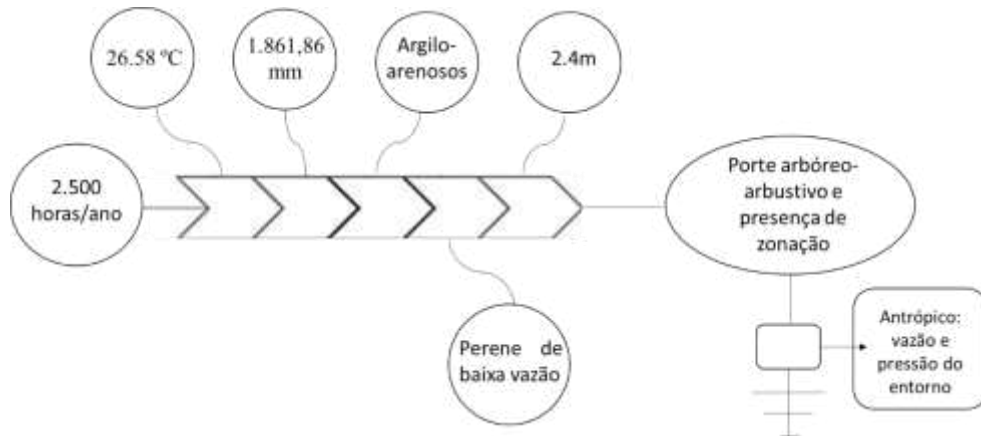 26.58 ºC
1.861,86
mm
Argilo-
arenosos
2.4m
2.500
horas/ano
Porte arbóreo-
arbustivo e
presença de
zonação
Perene de
baixa vazão
Antrópico:
vazão e
pressão do
entorno